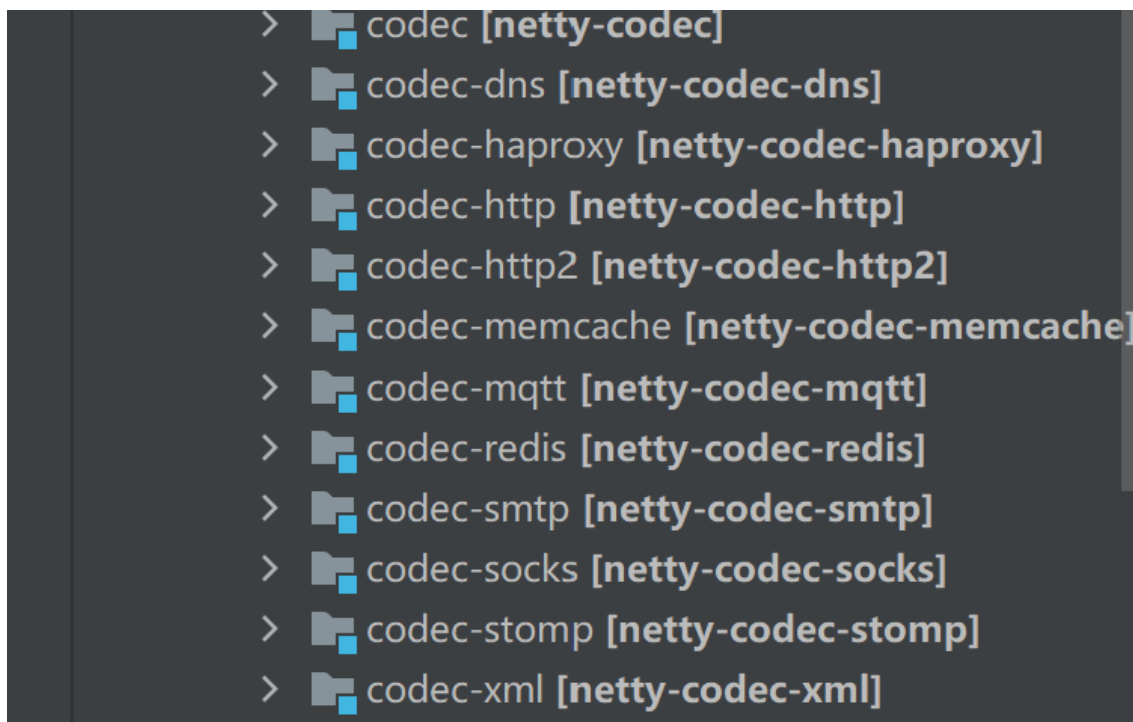 codec [netty-codec]
codec-dns [netty-codec-dns]
codec-haproxy [netty-codec-haproxy]
codec-http [netty-codec-http]
codec-http2 [netty-codec-http2]
codec-memcache [netty-codec-memcache]
codec-mqtt [netty-codec-mqtt]
codec-redis [netty-codec-redis]
codec-smtp [netty-codec-smtp]
codec-socks [netty-codec-socks]
codec-stomp [netty-codec-stomp]
codec-xml [netty-codec-xml]